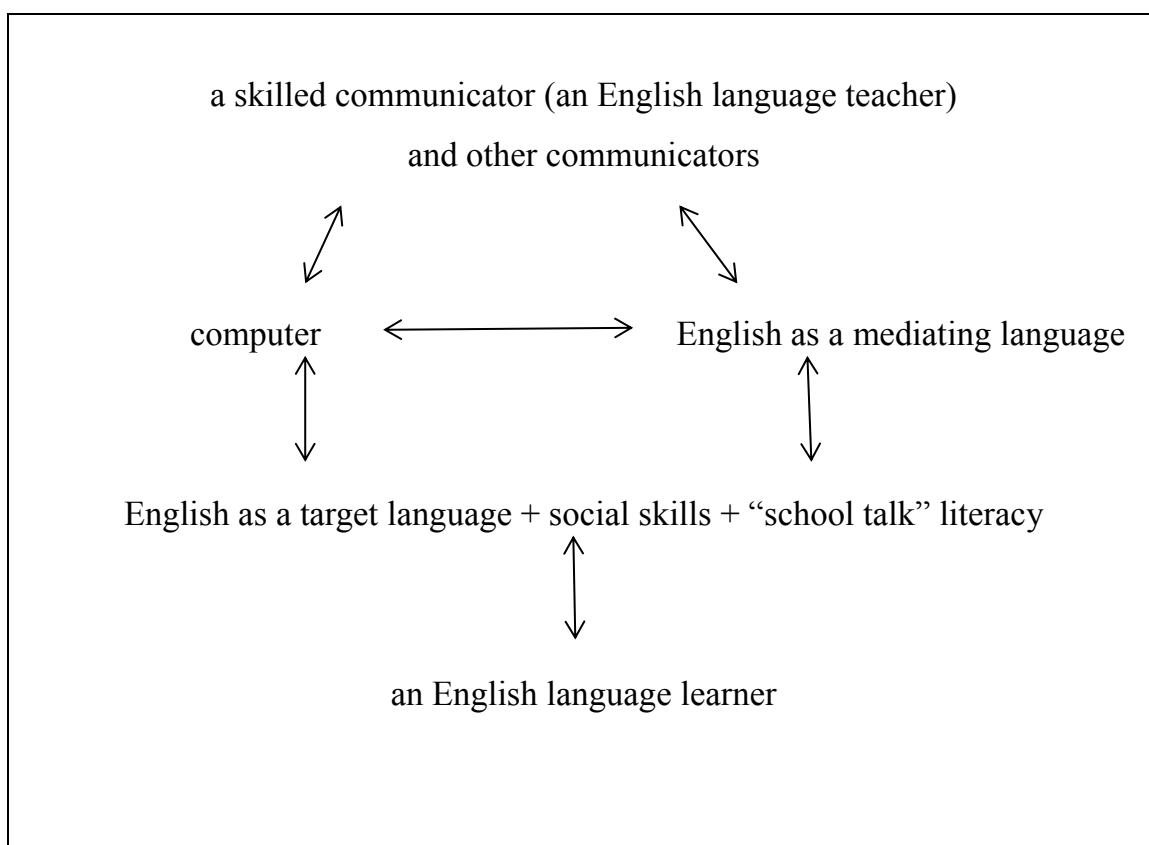 a skilled communicator (an English language teacher)
and other communicators
computer
English as a mediating language
English as a target language + social skills + “school talk” literacy
an English language learner